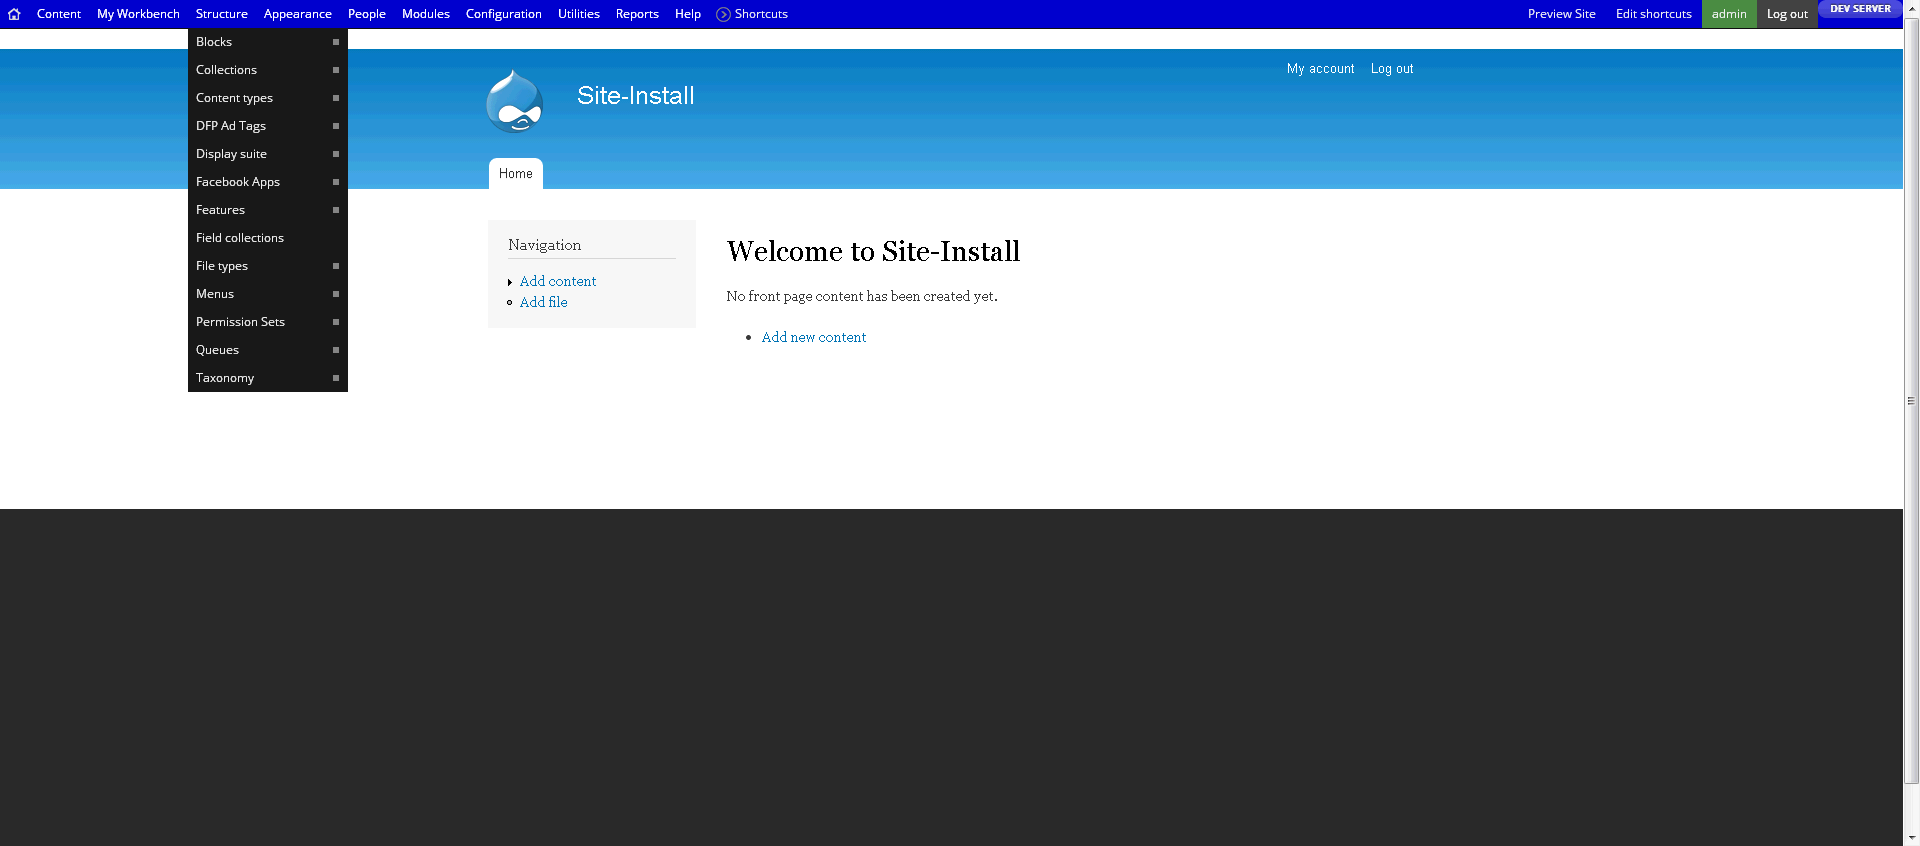 Content My Workbench Structure Appearance People Modules Configuration Utilities Reports Help Shortcuts Preview Site Edit shortcuts admin Log out DEV SERVER
Blocks
Collections
Content types
DFP Ad Tags
Display suite
Facebook Apps
Features
Field collections
File types
Menus
Permission Sets
Queues
Taxonomy
My account Log out
Site-Install
Home
Navigation
Add content
Add file
Welcome to Site-Install
No front page content has been created yet.
Add new content